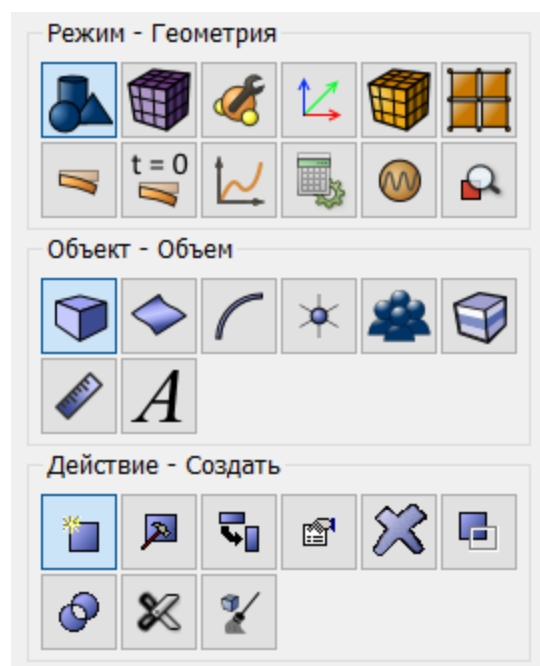 Режим - Геометрия
t = 0
Объект - Объем
A
Действие - Создать